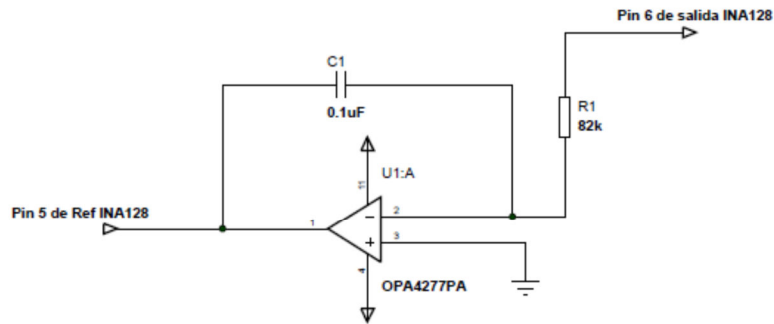 Pin 6 de salida INA128
C1
0.1uF
R1
82k
11
U1:A
2
Pin 5 de Ref INA128
1
3
4
OPA4277PA